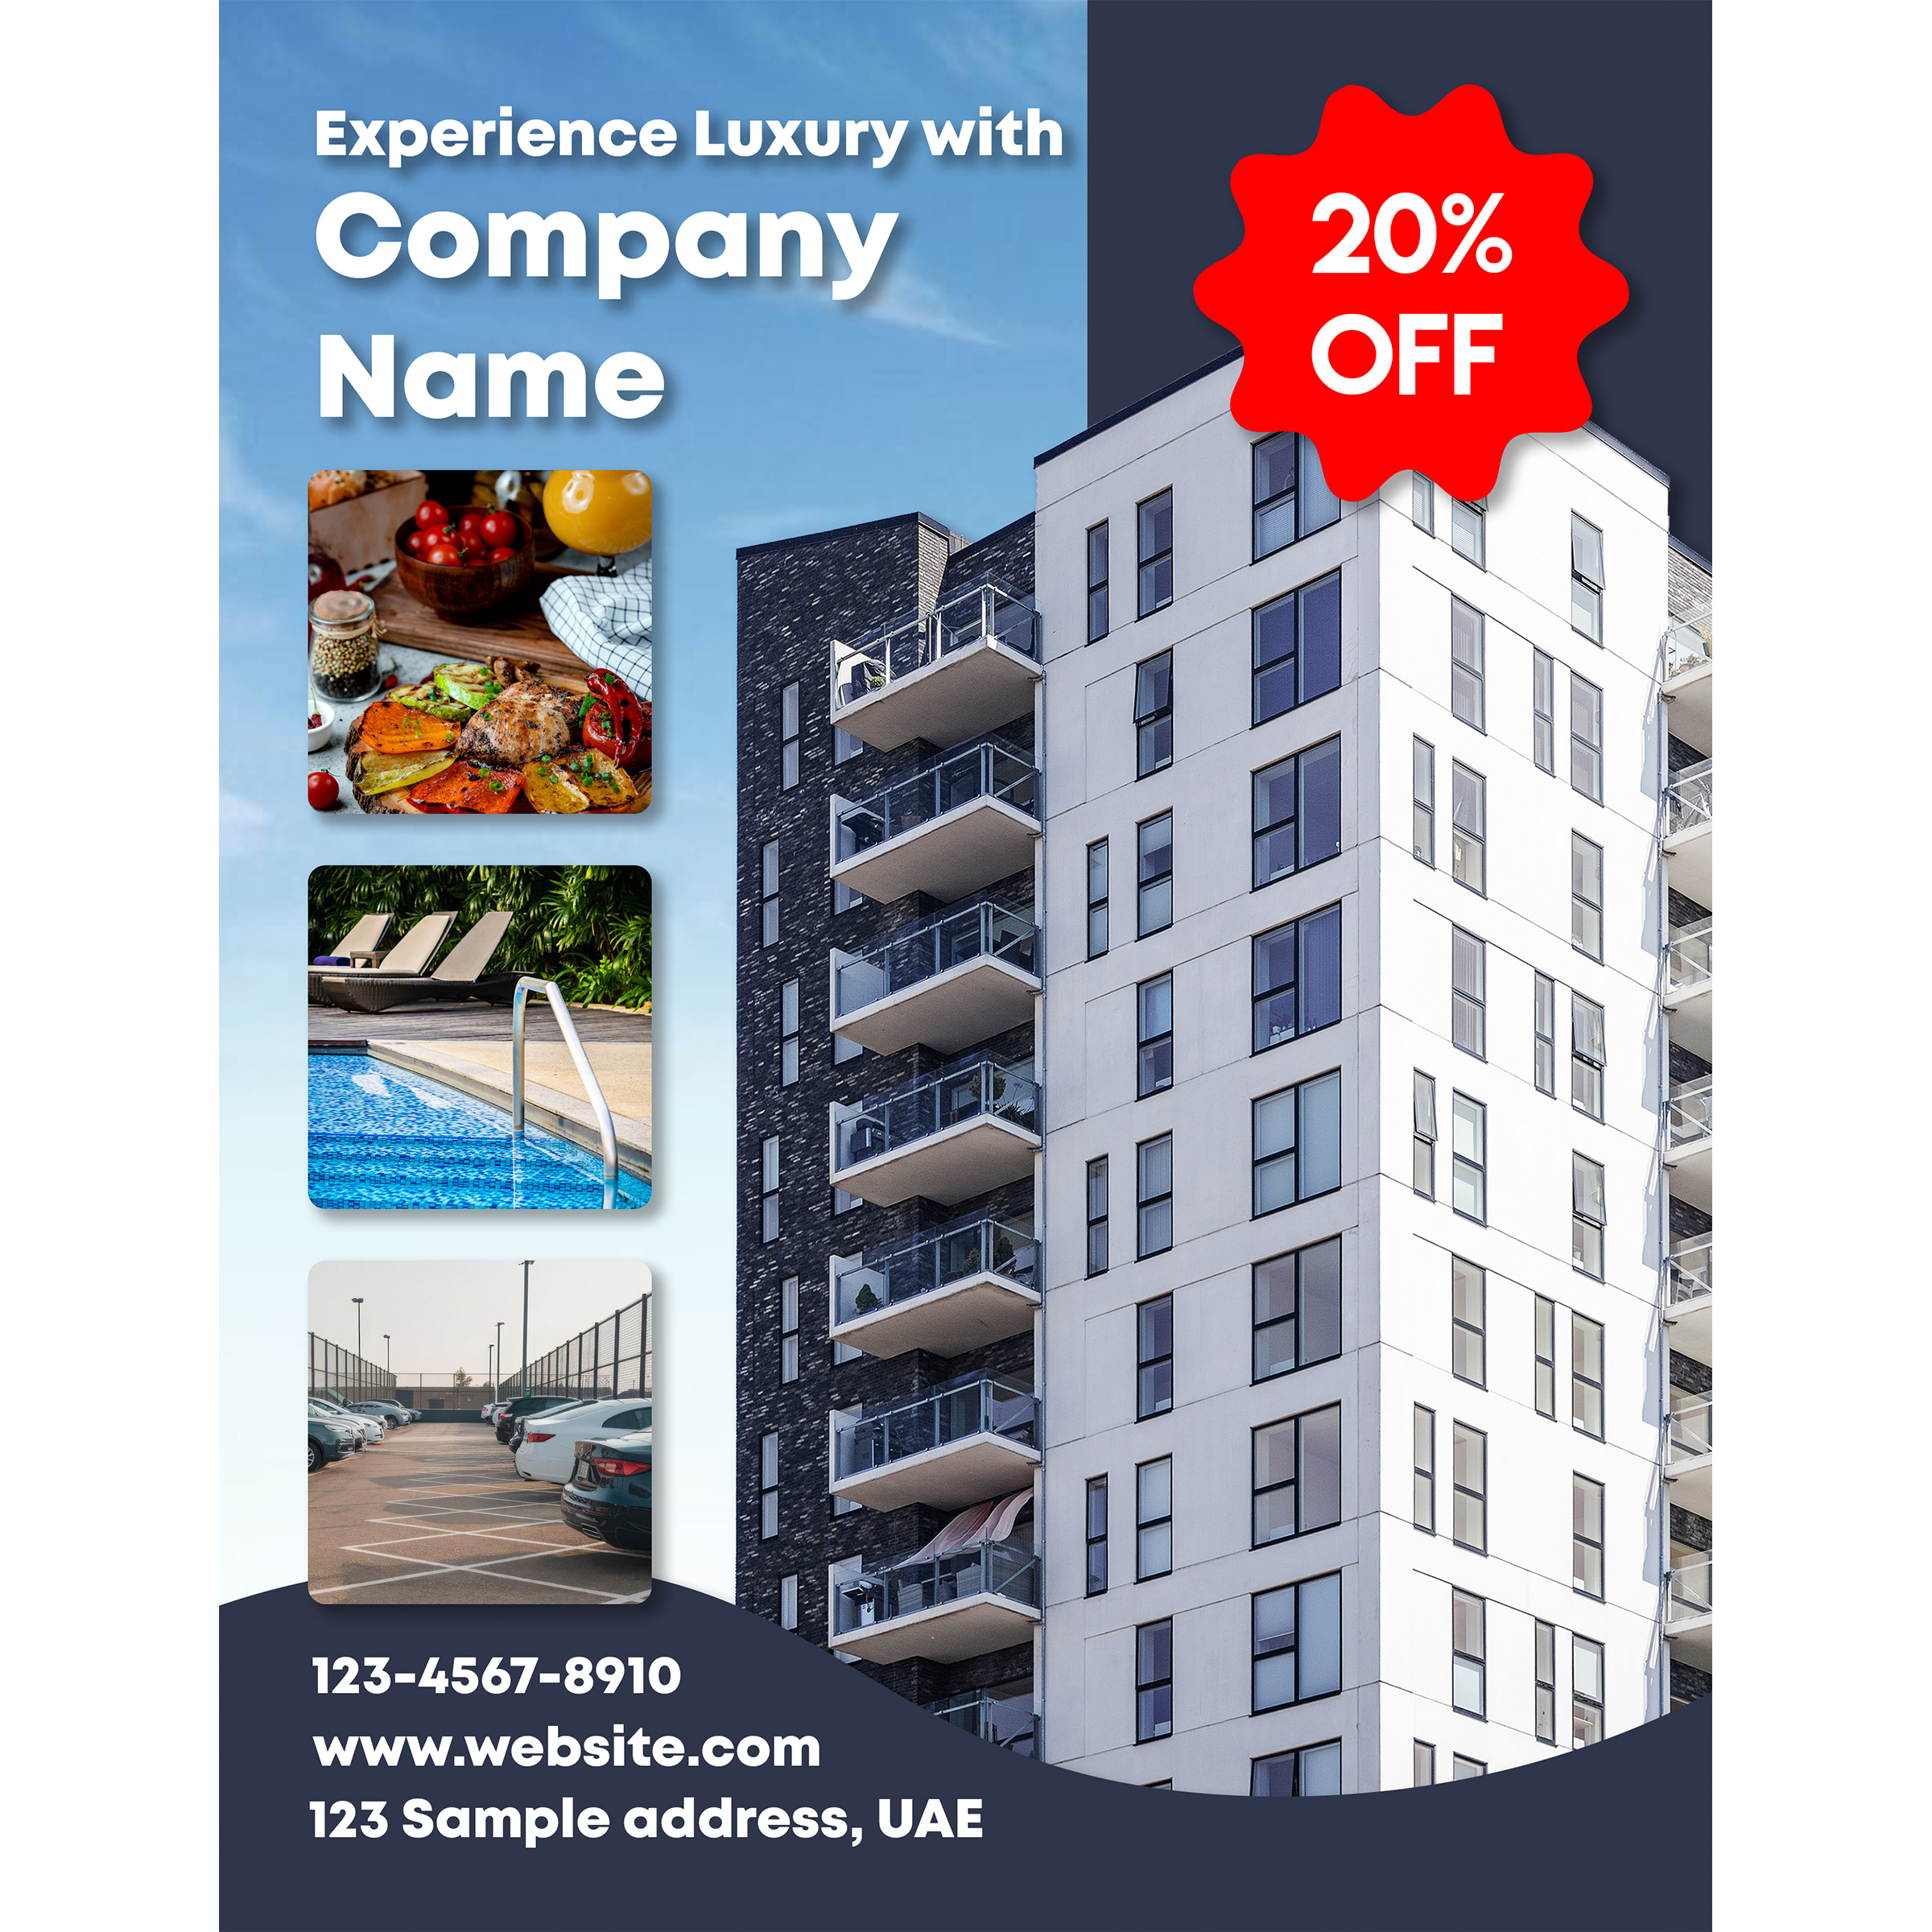 Experience Luxury with
Company
Name
20%
OFF
123-4567-8910
www.website.com
123 Sample address, UAE